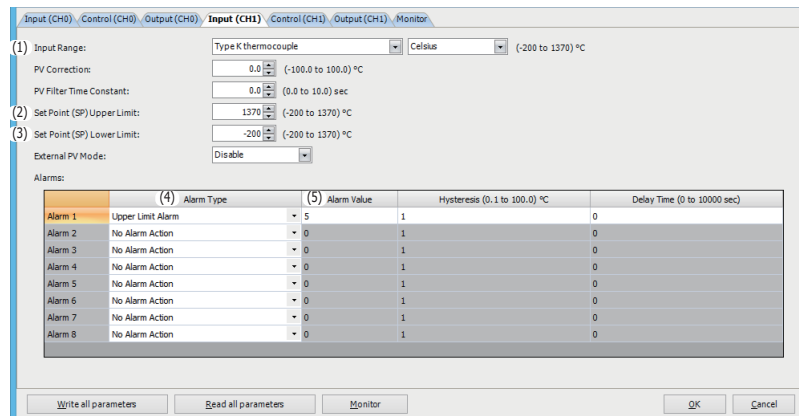 Input (CH0) Control (CH0) Output (CH0) Input (CH1) Control (CH1) Output (CH1) Monitor
(1) Input Range: Type K thermocouple Celsius (-200 to 1370) °C
PV Correction: 0.0 (-100.0 to 100.0) °C
PV Filter Time Constant: 0.0 (0.0 to 10.0) sec
(2) Set Point (SP) Upper Limit: 1370 (-200 to 1370) °C
(3) Set Point (SP) Lower Limit: -200 (-200 to 1370) °C
External PV Mode: Disable
Alarms:
(4) Alarm Type (5) Alarm Value Hysteresis (0.1 to 100.0) °C Delay Time (0 to 10000 sec)
Alarm 1 Upper Limit Alarm 5 1 0
Alarm 2 No Alarm Action 0 1 0
Alarm 3 No Alarm Action 0 1 0
Alarm 4 No Alarm Action 0 1 0
Alarm 5 No Alarm Action 0 1 0
Alarm 6 No Alarm Action 0 1 0
Alarm 7 No Alarm Action 0 1 0
Alarm 8 No Alarm Action 0 1 0
Write all parameters Read all parameters Monitor OK Cancel